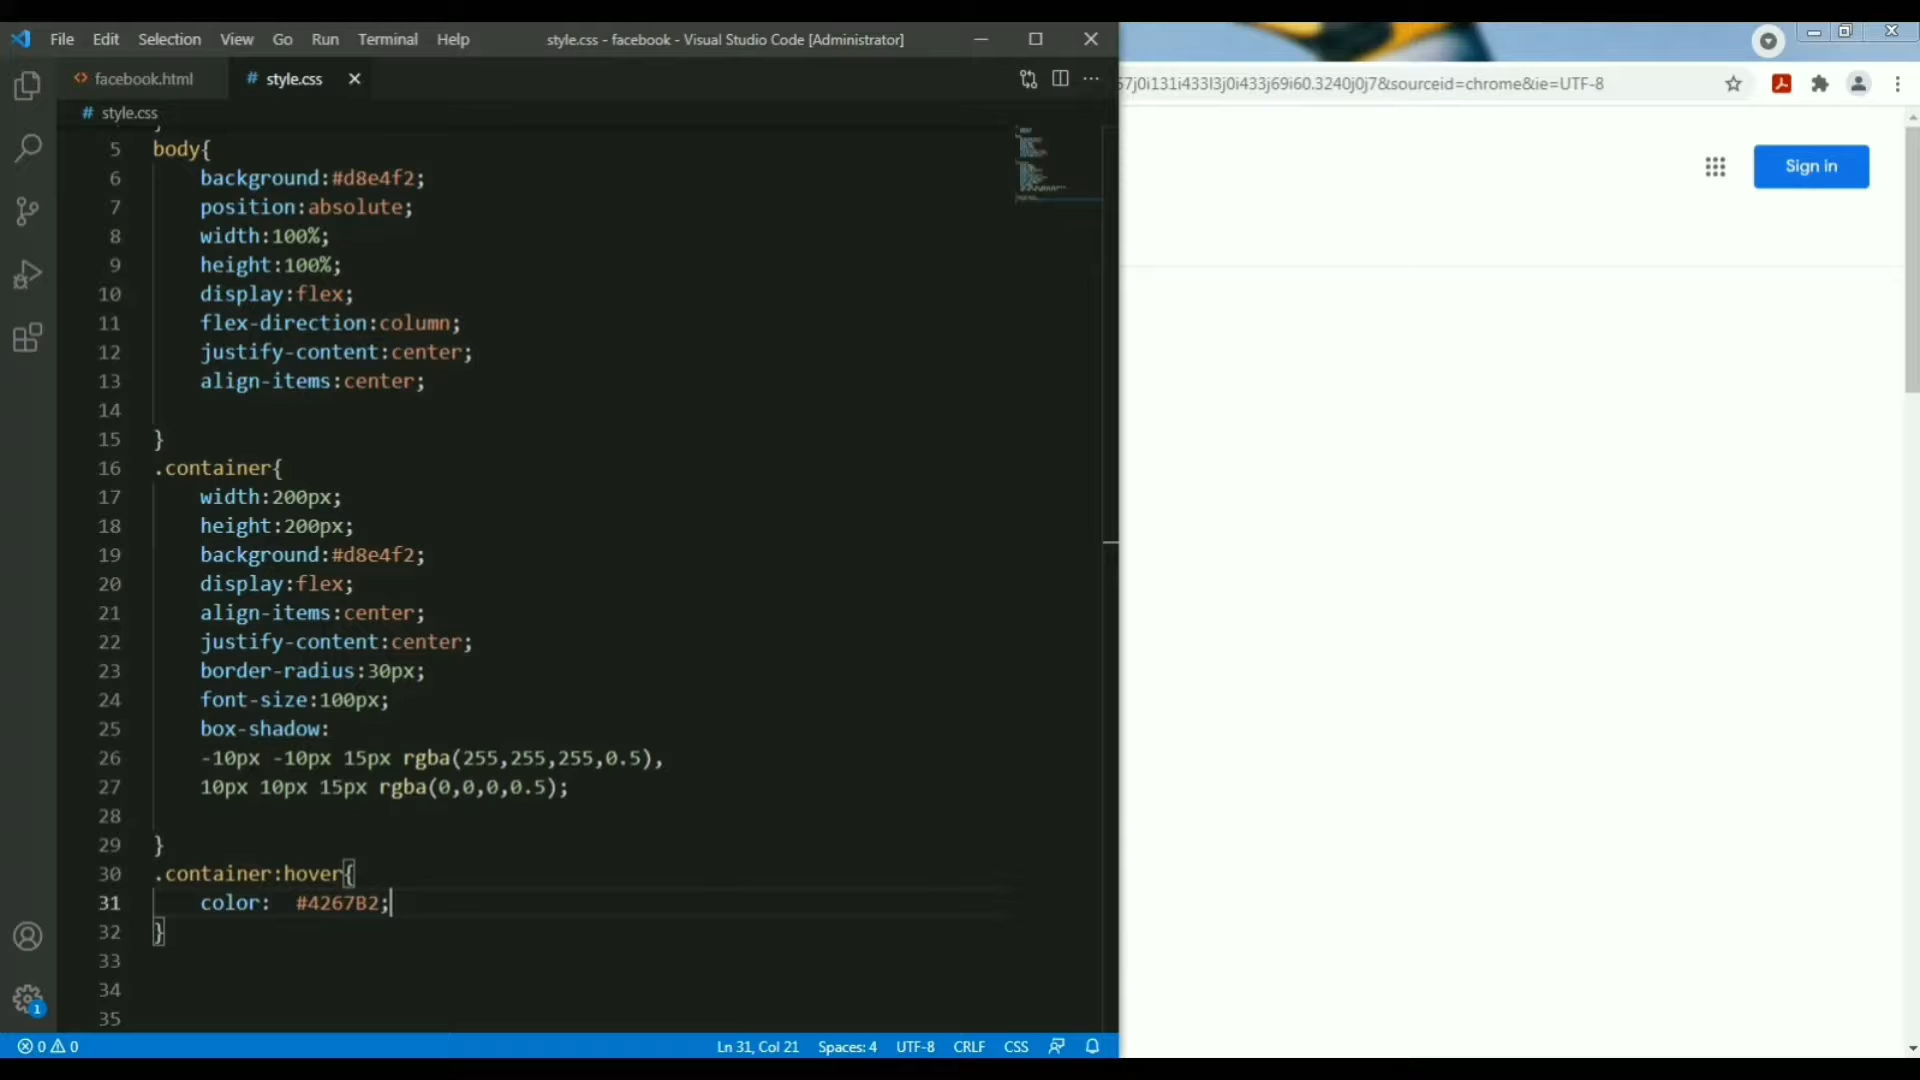 File Edit Selection View Go Run Terminal Help style.css - facebook - Visual Studio Code [Administrator]
<> facebook.html # style.css
# style.css
57j0i131i433l3j0i433j69i60.3240j0j7&sourceid=chrome&ie=UTF-8
Sign in
5 body{
6 background:#d8e4f2;
7 position:absolute;
8 width:100%;
9 height:100%;
10 display:flex;
11 flex-direction:column;
12 justify-content:center;
13 align-items:center;
14
15 }
16 .container{
17 width:200px;
18 height:200px;
19 background:#d8e4f2;
20 display:flex;
21 align-items:center;
22 justify-content:center;
23 border-radius:30px;
24 font-size:100px;
25 box-shadow:
26 -10px -10px 15px rgba(255,255,255,0.5),
27 10px 10px 15px rgba(0,0,0,0.5);
28
29 }
30 .container:hover{
31 color:  #4267B2;
32 }
33
34
35
1
0 0 Ln 31, Col 21 Spaces: 4 UTF-8 CRLF CSS